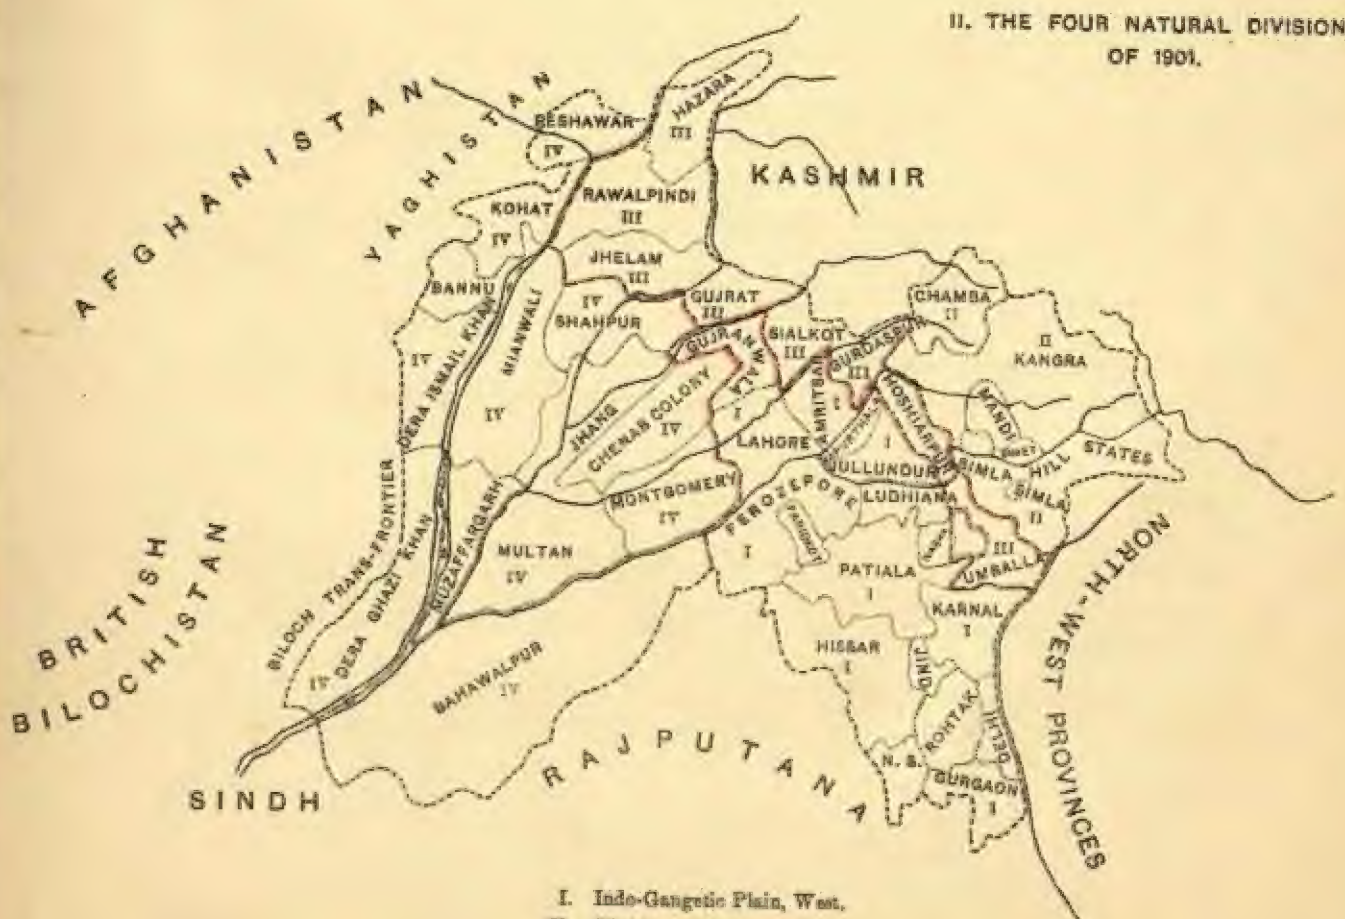 II. THE FOUR NATURAL DIVISION
OF 1901.
AFGHANISTAN
YAGHISTAN
PESHAWAR
IV
HAZARA
III
KASHMIR
RAWALPINDI
III
KOHAT
IV
JHELAM
III
BANNU
IV
SHAHPUR
GUJRAT
III
CHAMBA
II
MIANWALI
IV
DERA ISMAIL KHAN
IV
GUJRANWALA
I
SIALKOT
III
GURDASPUR
III
II
KANGRA
AMRITSAR
I
HOSHIARPUR
MANDI
SUKET
JHANG
CHENAB COLONY
IV
LAHORE
I
JULLUNDUR
SIMLA HILL STATES
SIMLA
II
BILOCH TRANS-FRONTIER
DERA GHAZI KHAN
IV
MUZAFFARGARH
MONTGOMERY
IV
FEROZEPORE
I
LUDHIANA
FARIDKOT
MULTAN
IV
PATIALA
I
III
UMBALLA
NORTH-WEST PROVINCES
KARNAL
I
BRITISH
BILOCHISTAN
HISSAR
I
JIND
BAHAWALPUR
IV
ROHTAK
DELHI
N. S.
GURGAON
I
RAJPUTANA
SINDH
I. Indo-Gangetic Plain, West.